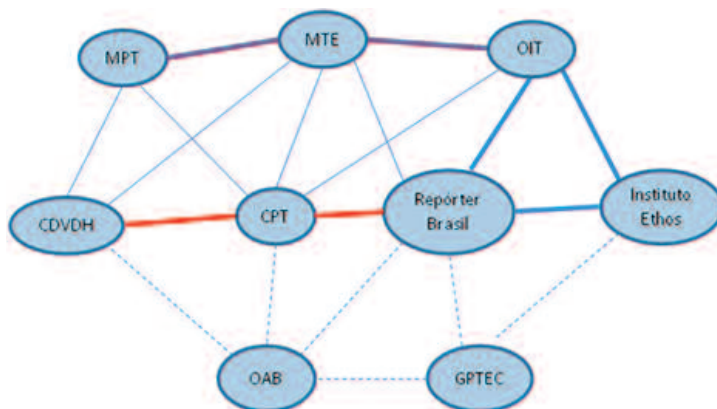 MPT
MTE
OIT
CDVDH
CPT
Repórter
Brasil
Instituto
Ethos
OAB
GPTEC